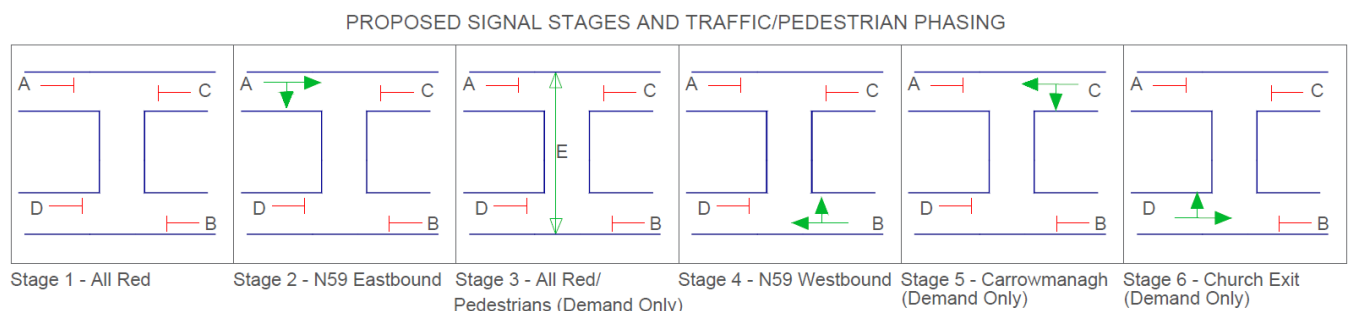 PROPOSED SIGNAL STAGES AND TRAFFIC/PEDESTRIAN PHASING
A
C
D
B
A
C
D
B
A
C
E
D
B
A
C
D
B
A
C
D
B
A
C
D
B
Stage 1 - All Red
Stage 2 - N59 Eastbound
Stage 3 - All Red/
Pedestrians (Demand Only)
Stage 4 - N59 Westbound
Stage 5 - Carrowmanagh
(Demand Only)
Stage 6 - Church Exit
(Demand Only)